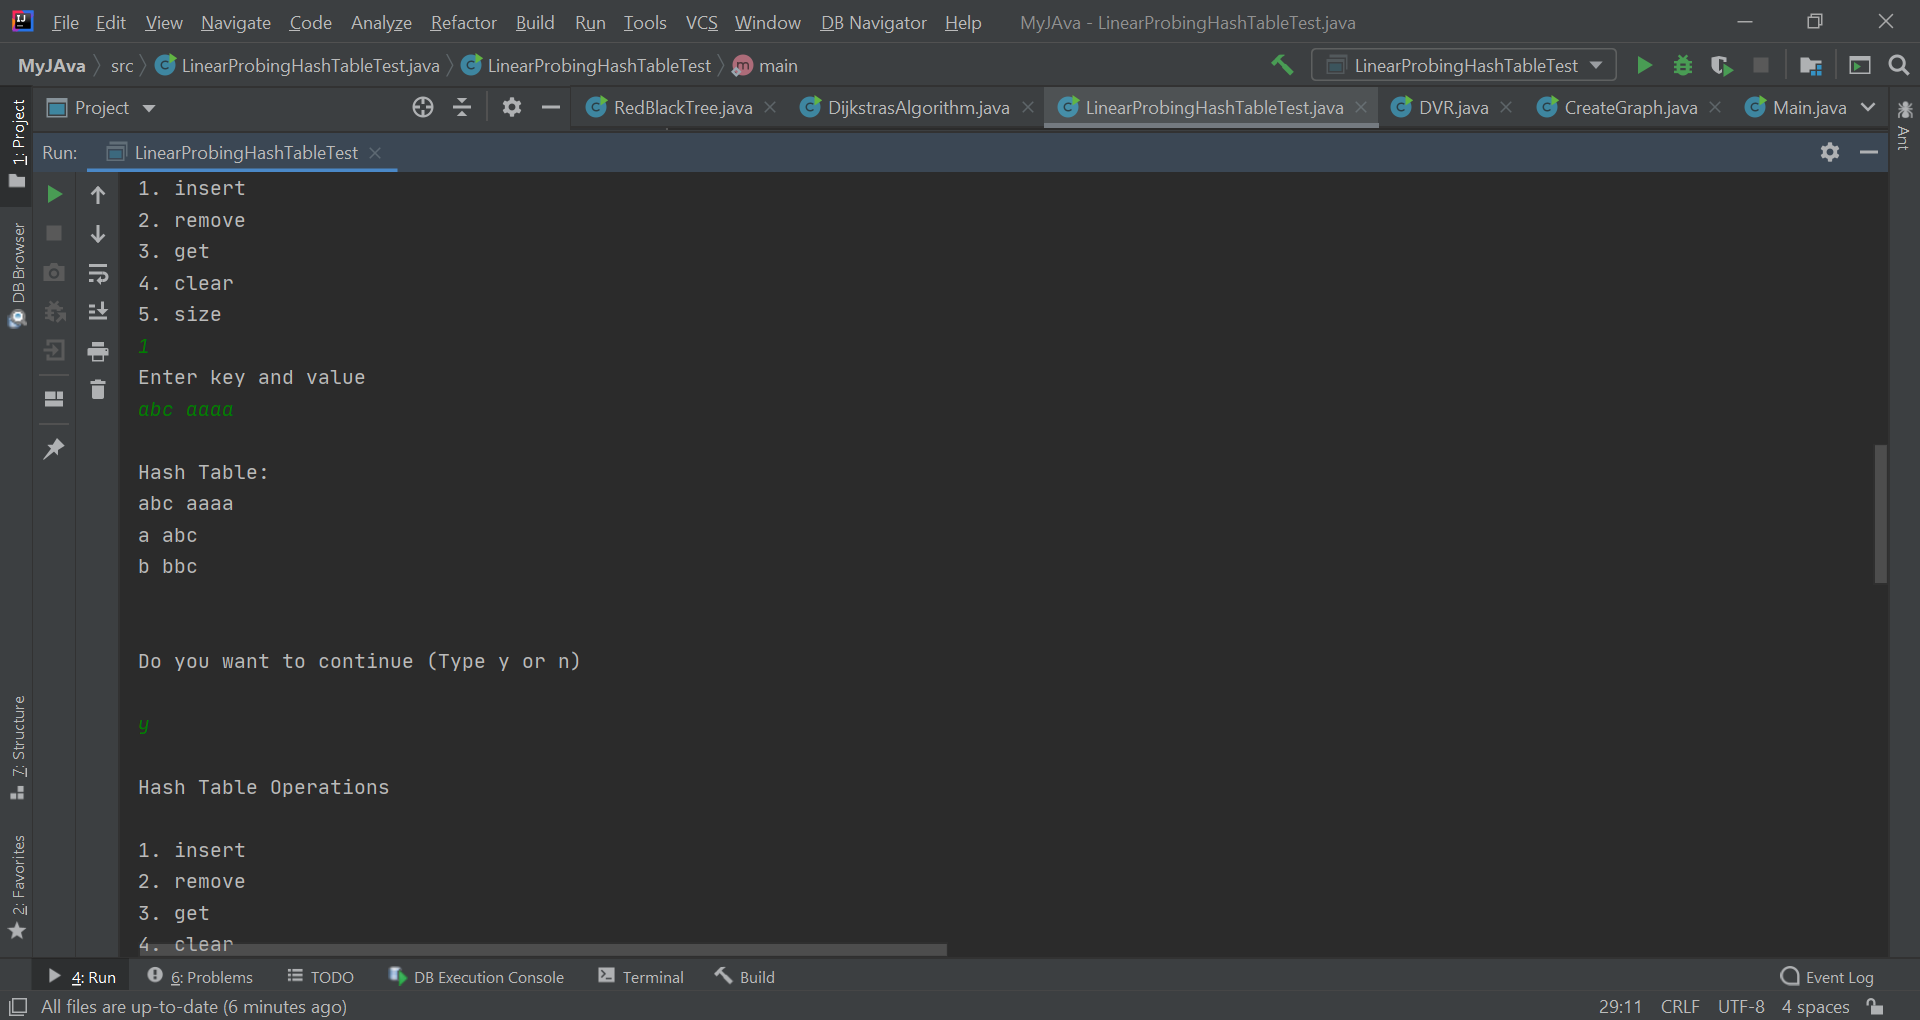 File Edit View Navigate Code Analyze Refactor Build Run Tools VCS Window DB Navigator Help MyJAva - LinearProbingHashTableTest.java
MyJAva src LinearProbingHashTableTest.java LinearProbingHashTableTest main LinearProbingHashTableTest
Project RedBlackTree.java DijkstrasAlgorithm.java LinearProbingHashTableTest.java DVR.java CreateGraph.java Main.java
Run: LinearProbingHashTableTest
1: Project
DB Browser
7: Structure
2: Favorites
Ant
1. insert
2. remove
3. get
4. clear
5. size
1
Enter key and value
abc aaaa
Hash Table:
abc aaaa
a abc
b bbc
Do you want to continue (Type y or n)
y
Hash Table Operations
1. insert
2. remove
3. get
4. clear
4: Run 6: Problems TODO DB Execution Console Terminal Build Event Log
All files are up-to-date (6 minutes ago) 29:11 CRLF UTF-8 4 spaces